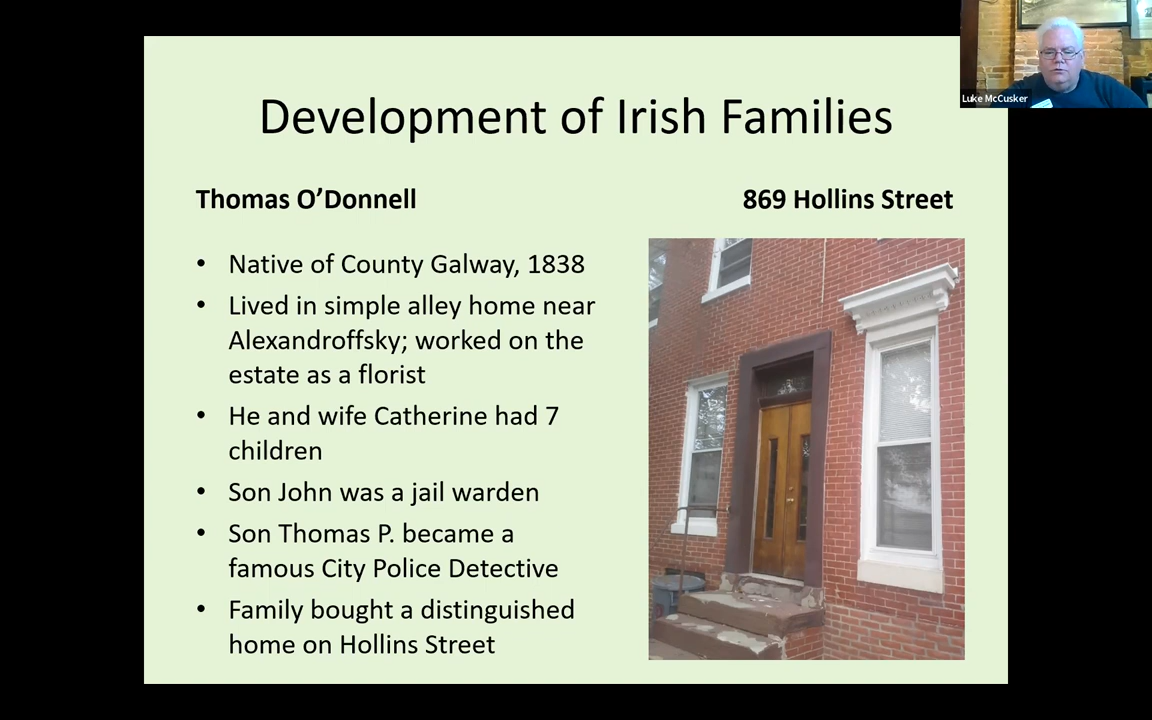 Luke McCusker
Development of Irish Families
Thomas O’Donnell
869 Hollins Street
• Native of County Galway, 1838
• Lived in simple alley home near
Alexandroffsky; worked on the
estate as a florist
• He and wife Catherine had 7
children
• Son John was a jail warden
• Son Thomas P. became a
famous City Police Detective
• Family bought a distinguished
home on Hollins Street